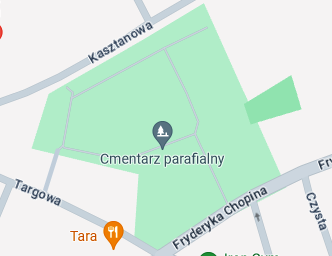 Kasztanowa
Cmentarz parafialny
Targowa
Tara
Fryderyka Chopina
Czysta